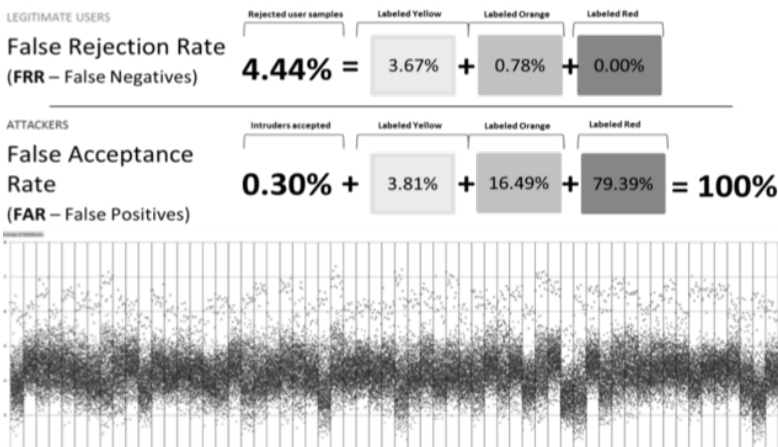 LEGITIMATE USERS
Rejected user samples Labeled Yellow Labeled Orange Labeled Red
False Rejection Rate
(FRR – False Negatives)
4.44% = 3.67% + 0.78% + 0.00%
ATTACKERS
Intruders accepted Labeled Yellow Labeled Orange Labeled Red
False Acceptance
Rate
(FAR – False Positives)
0.30% + 3.81% + 16.49% + 79.39% = 100%